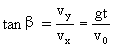 tan β = v_y / v_x = gt / v_0